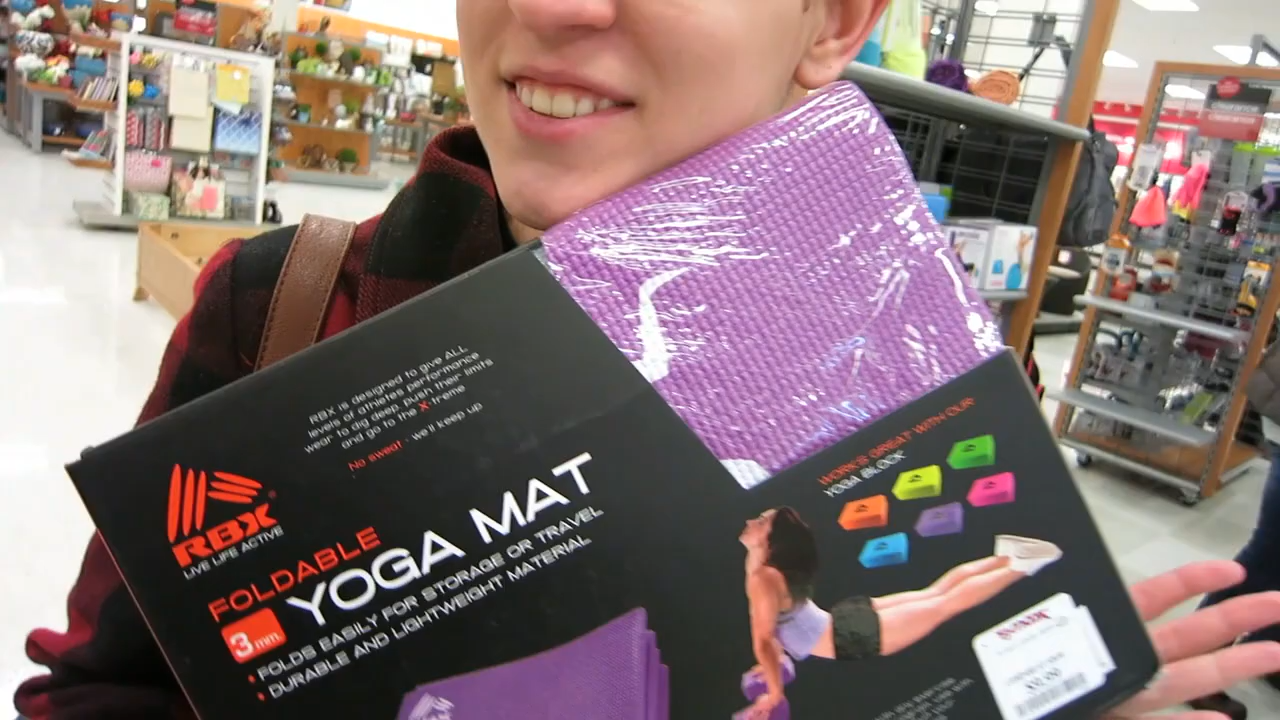 RBX is designed to give ALL
levels of athletes performance
wear to dig deep, push their limits
and go to the X-treme
No sweat - we'll keep up
RBX
LIVE LIFE ACTIVE
FOLDABLE
YOGA MAT
3mm.
• FOLDS EASILY FOR STORAGE OR TRAVEL
• DURABLE AND LIGHTWEIGHT MATERIAL
WORKS GREAT WITH OUR
YOGA BLOCK
clearance